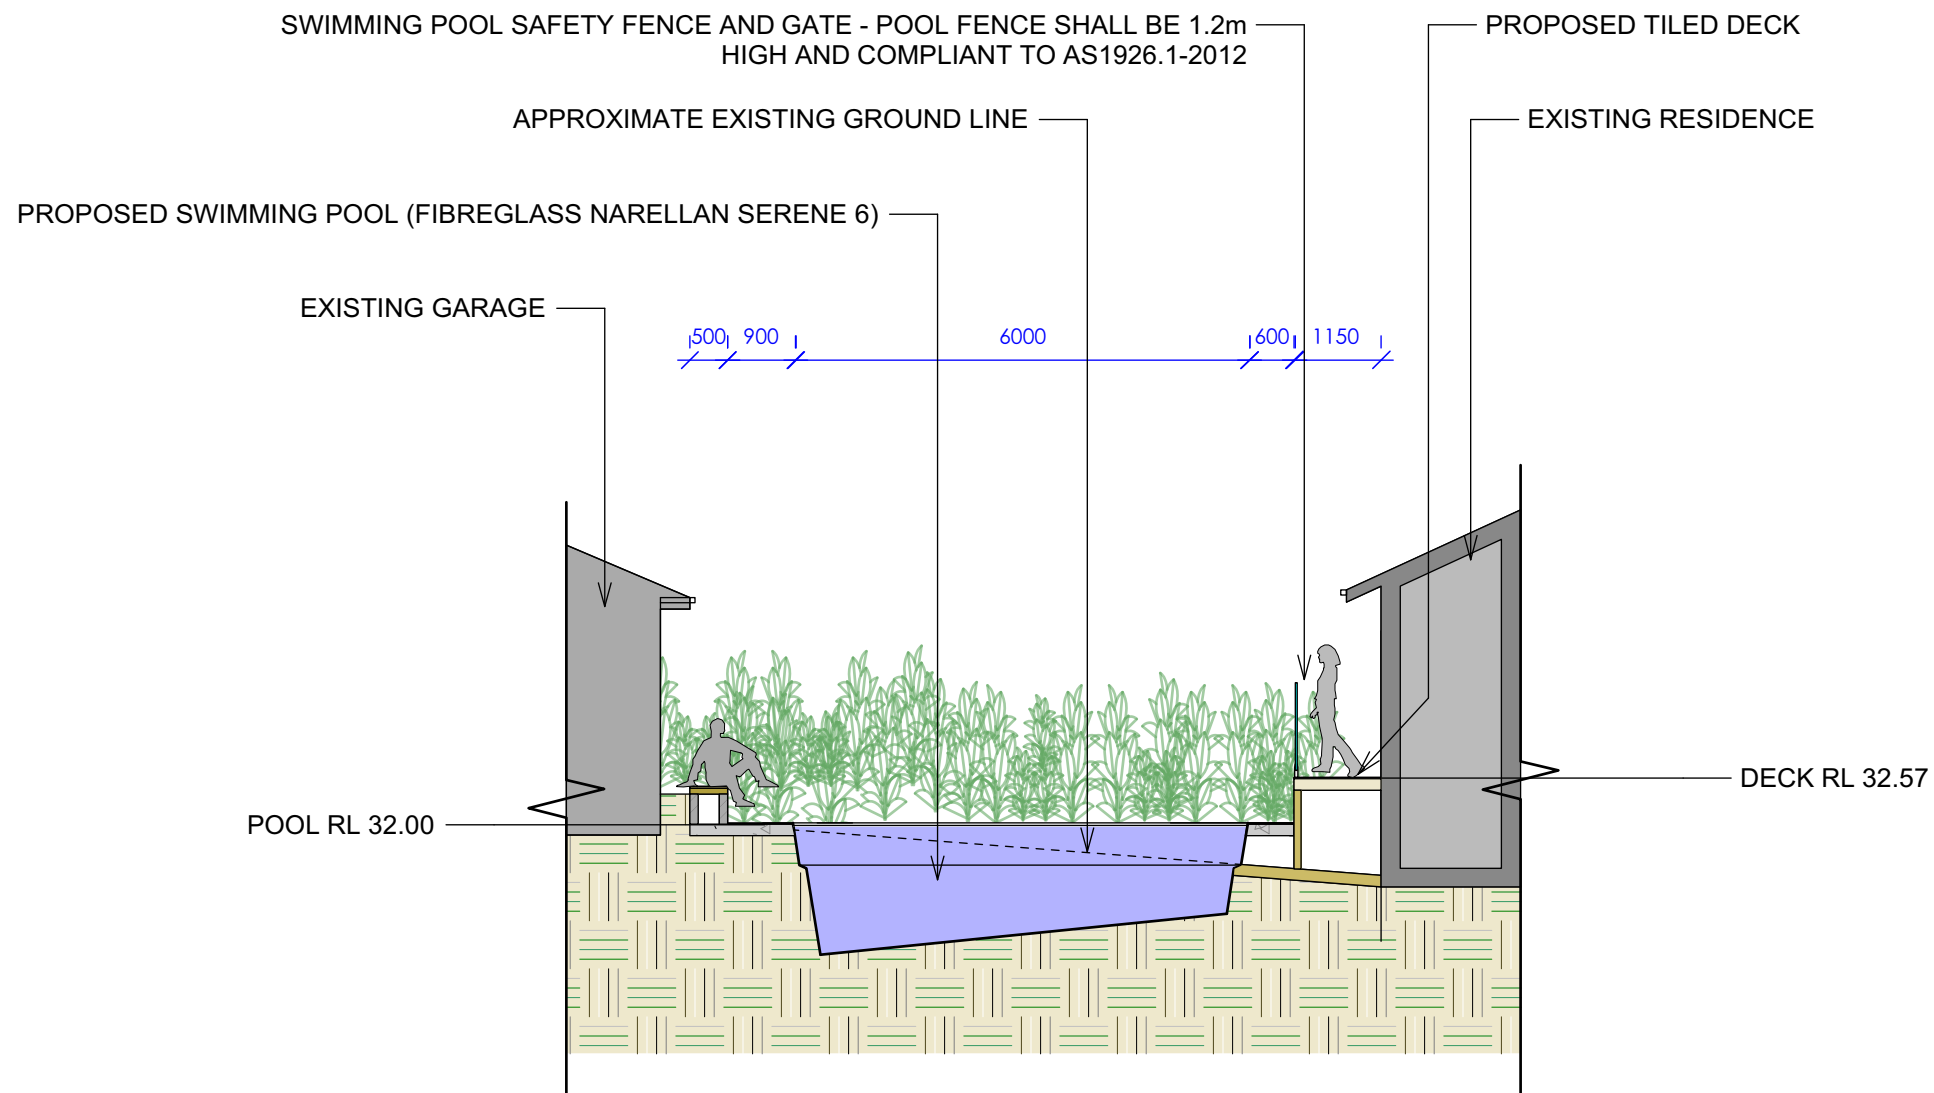 SWIMMING POOL SAFETY FENCE AND GATE - POOL FENCE SHALL BE 1.2m
HIGH AND COMPLIANT TO AS1926.1-2012
PROPOSED TILED DECK
APPROXIMATE EXISTING GROUND LINE
EXISTING RESIDENCE
PROPOSED SWIMMING POOL (FIBREGLASS NARELLAN SERENE 6)
EXISTING GARAGE
500 900 6000 600 1150
DECK RL 32.57
POOL RL 32.00